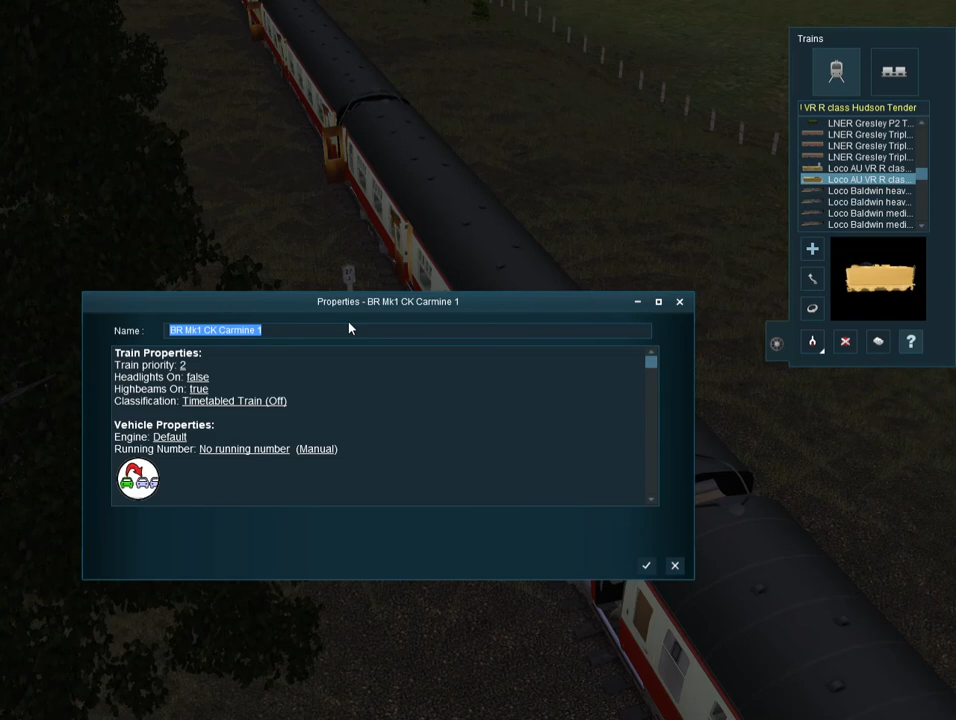 Trains
VR R class Hudson Tender
LNER Gresley P2 T...
LNER Gresley Tripl...
LNER Gresley Tripl...
LNER Gresley Tripl...
Loco AU VR R clas...
Loco AU VR R clas...
Loco Baldwin heav...
Loco Baldwin heav...
Loco Baldwin medi...
Loco Baldwin medi...
?
Properties - BR Mk1 CK Carmine 1
Name : BR Mk1 CK Carmine 1
Train Properties:
Train priority: 2
Headlights On: false
Highbeams On: true
Classification: Timetabled Train (Off)
Vehicle Properties:
Engine: Default
Running Number: No running number (Manual)